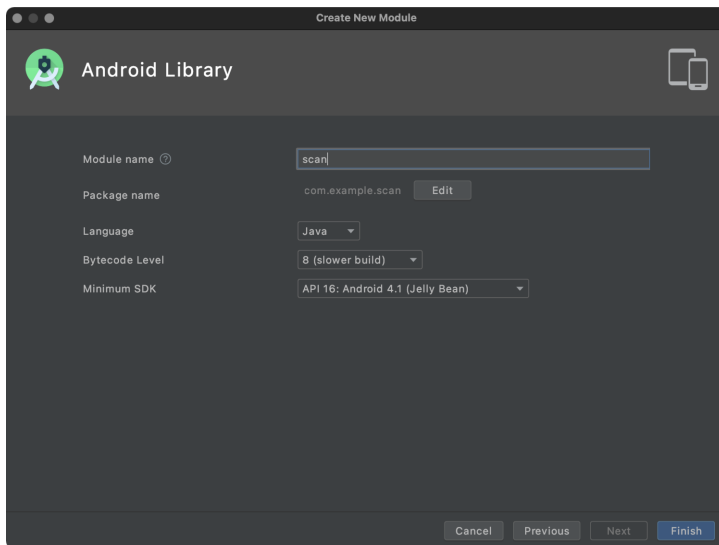 Create New Module
Android Library
Module name ?
scan
Package name
com.example.scan
Edit
Language
Java
Bytecode Level
8 (slower build)
Minimum SDK
API 16: Android 4.1 (Jelly Bean)
Cancel
Previous
Next
Finish